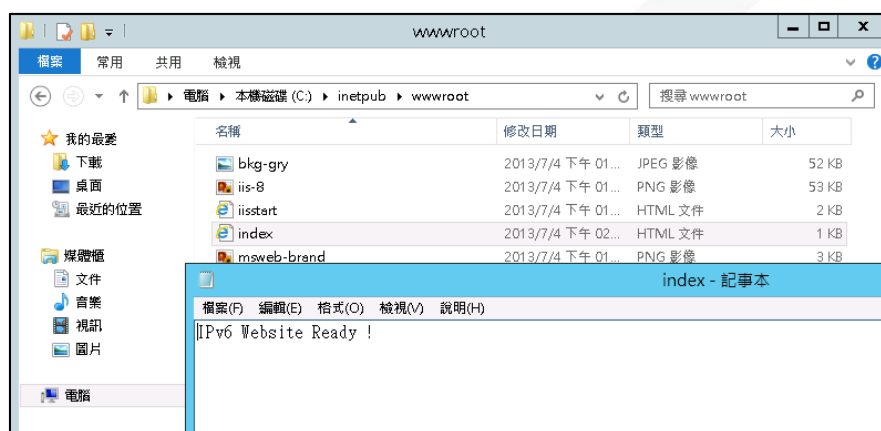 wwwroot
檔案 常用 共用 檢視
電腦 本機磁碟 (C:) inetpub wwwroot 搜尋 wwwroot
名稱 修改日期 類型 大小
我的最愛
下載
桌面
最近的位置
媒體櫃
文件
音樂
視訊
圖片
電腦
bkg-gry 2013/7/4 下午 01... JPEG 影像 52 KB
iis-8 2013/7/4 下午 01... PNG 影像 53 KB
iisstart 2013/7/4 下午 01... HTML 文件 2 KB
index 2013/7/4 下午 02... HTML 文件 1 KB
msweb-brand 2013/7/4 下午 01... PNG 影像 3 KB
index - 記事本
檔案(F) 編輯(E) 格式(O) 檢視(V) 說明(H)
IPv6 Website Ready !